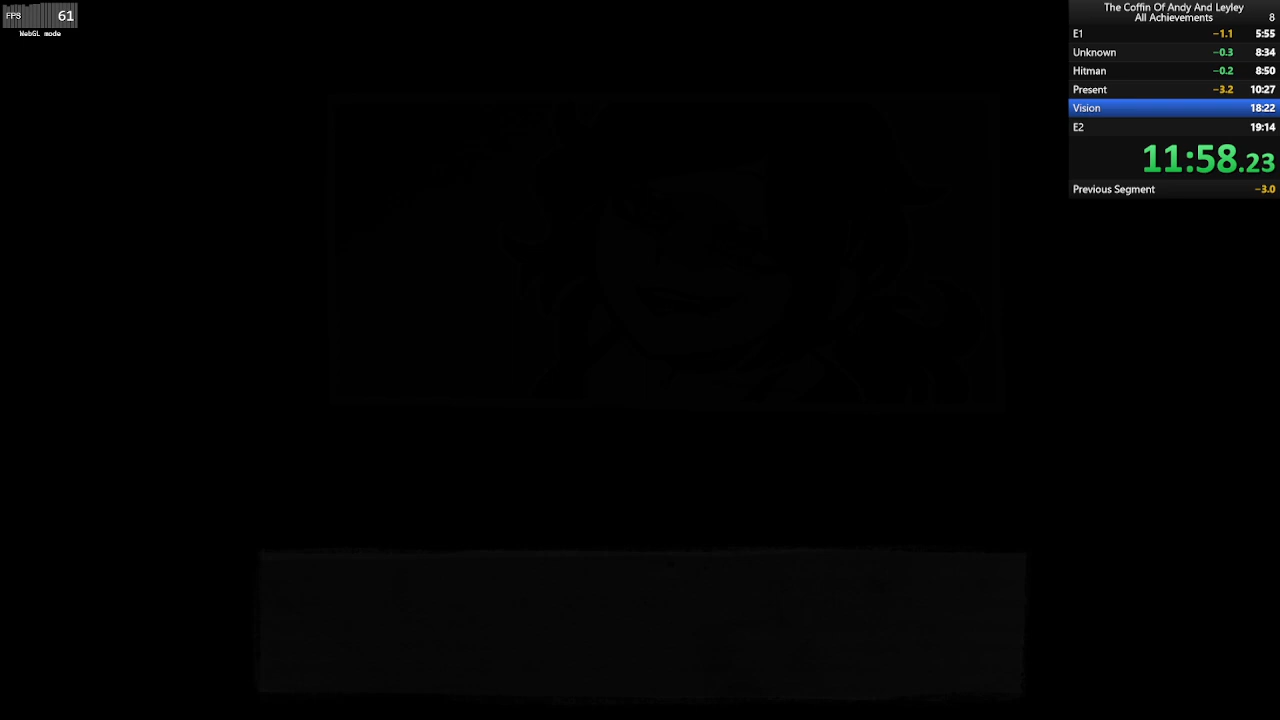 FPS 61
WebGL mode
The Coffin Of Andy And Leyley
All Achievements 8
E1 −1.1 5:55
Unknown −0.3 8:34
Hitman −0.2 8:50
Present −3.2 10:27
Vision 18:22
E2 19:14
11:58.23
Previous Segment −3.0